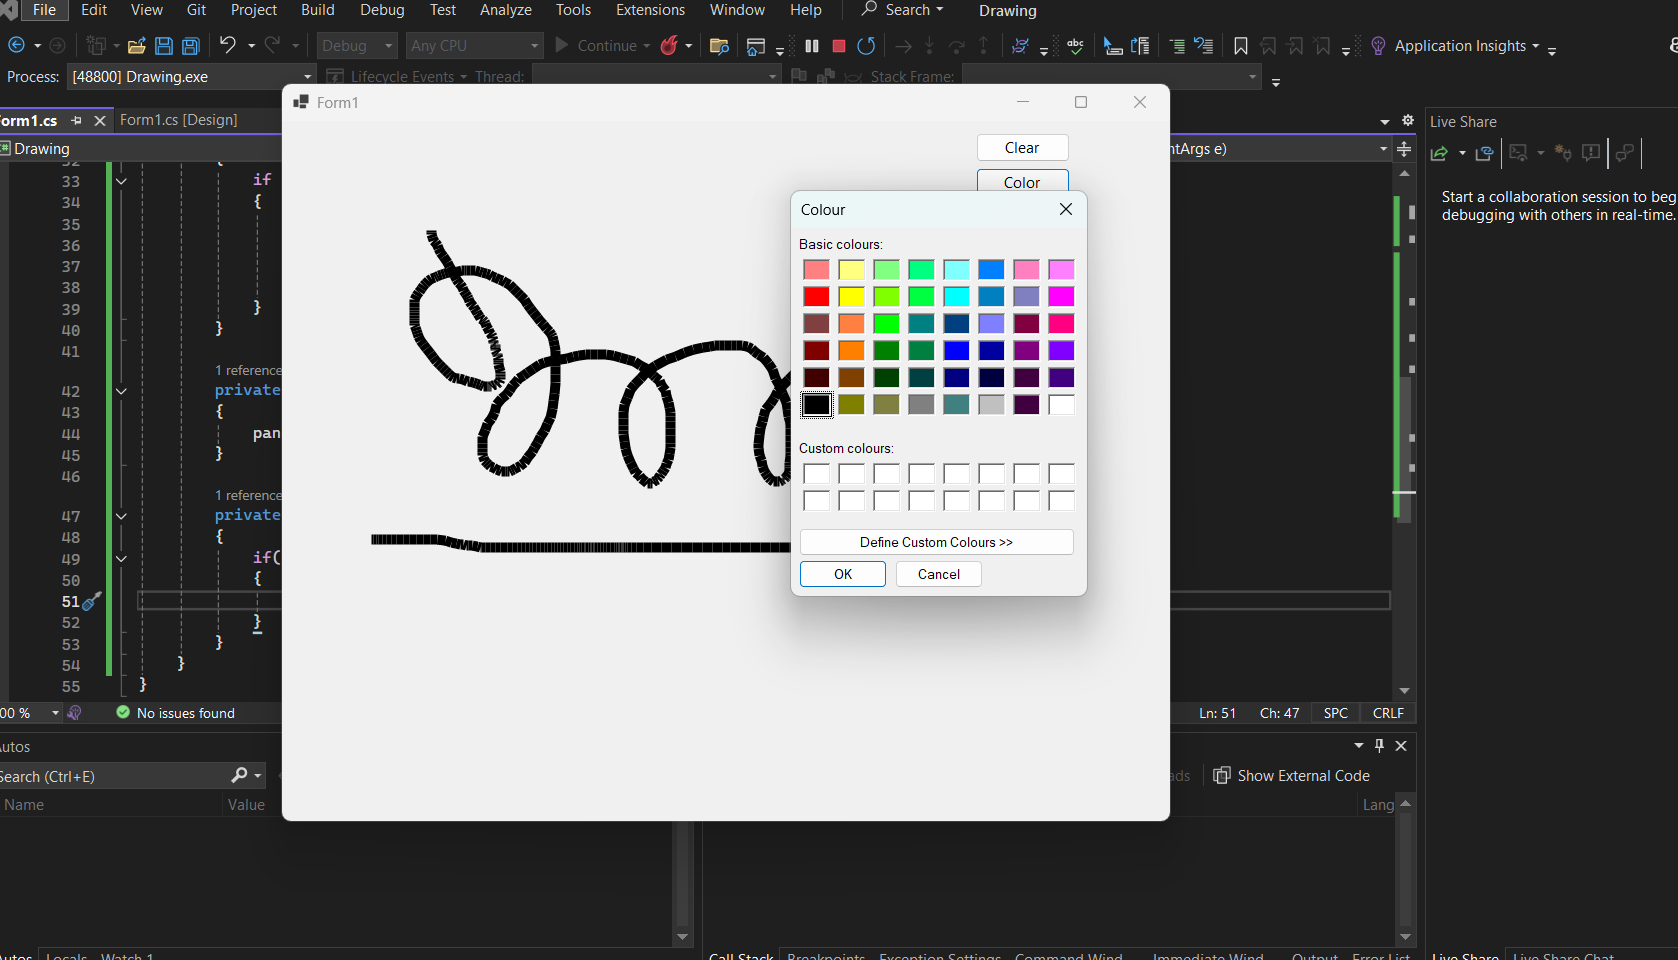 File Edit View Git Project Build Debug Test Analyze Tools Extensions Window Help Search Drawing
Debug Any CPU Continue Application Insights
Process: [48800] Drawing.exe Lifecycle Events Thread: Stack Frame:
Form1
Form1.cs Form1.cs [Design]
Live Share
Clear
Drawing
ntArgs e)
Color
33 if
34 {
35
36
37
38
39 }
40 }
41
1 reference
42 private
43 {
44 pan
45 }
46
1 reference
47 private
48 {
49 if(
50 {
51
52 }
53 }
54 }
55 }
Start a collaboration session to beg
debugging with others in real-time.
Colour
Basic colours:
Custom colours:
Define Custom Colours >>
OK Cancel
00 % No issues found Ln: 51 Ch: 47 SPC CRLF
Autos
Search (Ctrl+E)
ads Show External Code
Name Value Lang
Autos Locals Watch 1 Call Stack Breakpoints Exception Settings Command Wind Immediate Wind Output Error List Live Share Live Share Chat